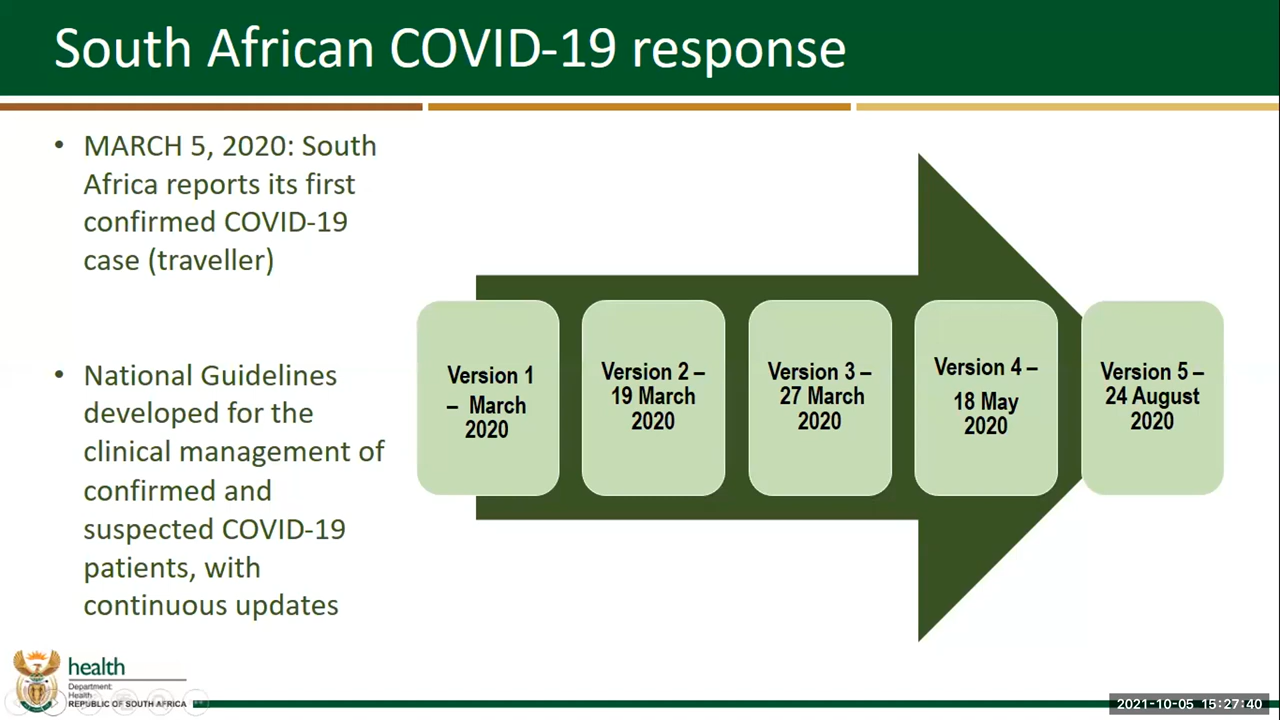 South African COVID-19 response
• MARCH 5, 2020: South
Africa reports its first
confirmed COVID-19
case (traveller)
• National Guidelines
developed for the
clinical management of
confirmed and
suspected COVID-19
patients, with
continuous updates
Version 1
– March
2020
Version 2 –
19 March
2020
Version 3 –
27 March
2020
Version 4 –
18 May
2020
Version 5 –
24 August
2020
health
Department:
Health
REPUBLIC OF SOUTH AFRICA
2021-10-05 15:27:40